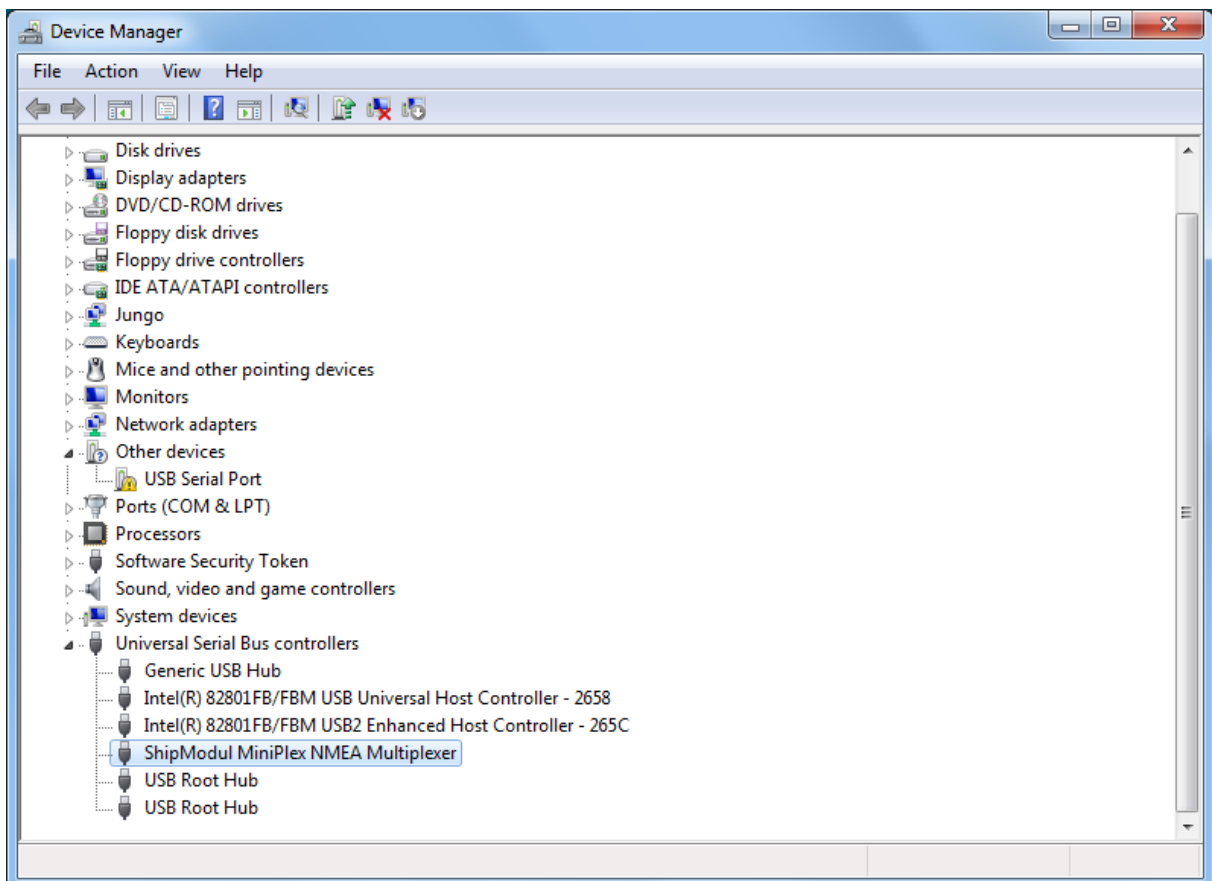 Device Manager
File Action View Help
Disk drives
Display adapters
DVD/CD-ROM drives
Floppy disk drives
Floppy drive controllers
IDE ATA/ATAPI controllers
Jungo
Keyboards
Mice and other pointing devices
Monitors
Network adapters
Other devices
USB Serial Port
Ports (COM & LPT)
Processors
Software Security Token
Sound, video and game controllers
System devices
Universal Serial Bus controllers
Generic USB Hub
Intel(R) 82801FB/FBM USB Universal Host Controller - 2658
Intel(R) 82801FB/FBM USB2 Enhanced Host Controller - 265C
ShipModul MiniPlex NMEA Multiplexer
USB Root Hub
USB Root Hub